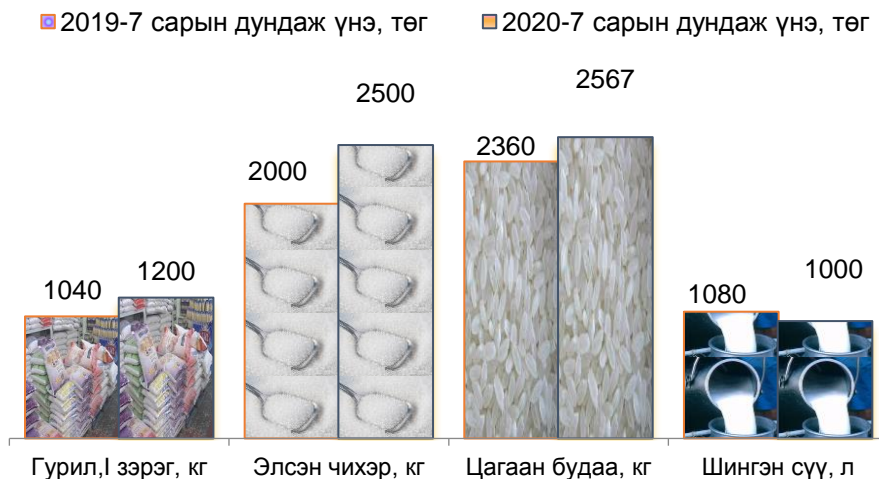 2019-7 сарын дундаж үнэ, төг 2020-7 сарын дундаж үнэ, төг
1040 1200 2000 2500 2360 2567 1080 1000
Гурил,I зэрэг, кг Элсэн чихэр, кг Цагаан будаа, кг Шингэн сүү, л